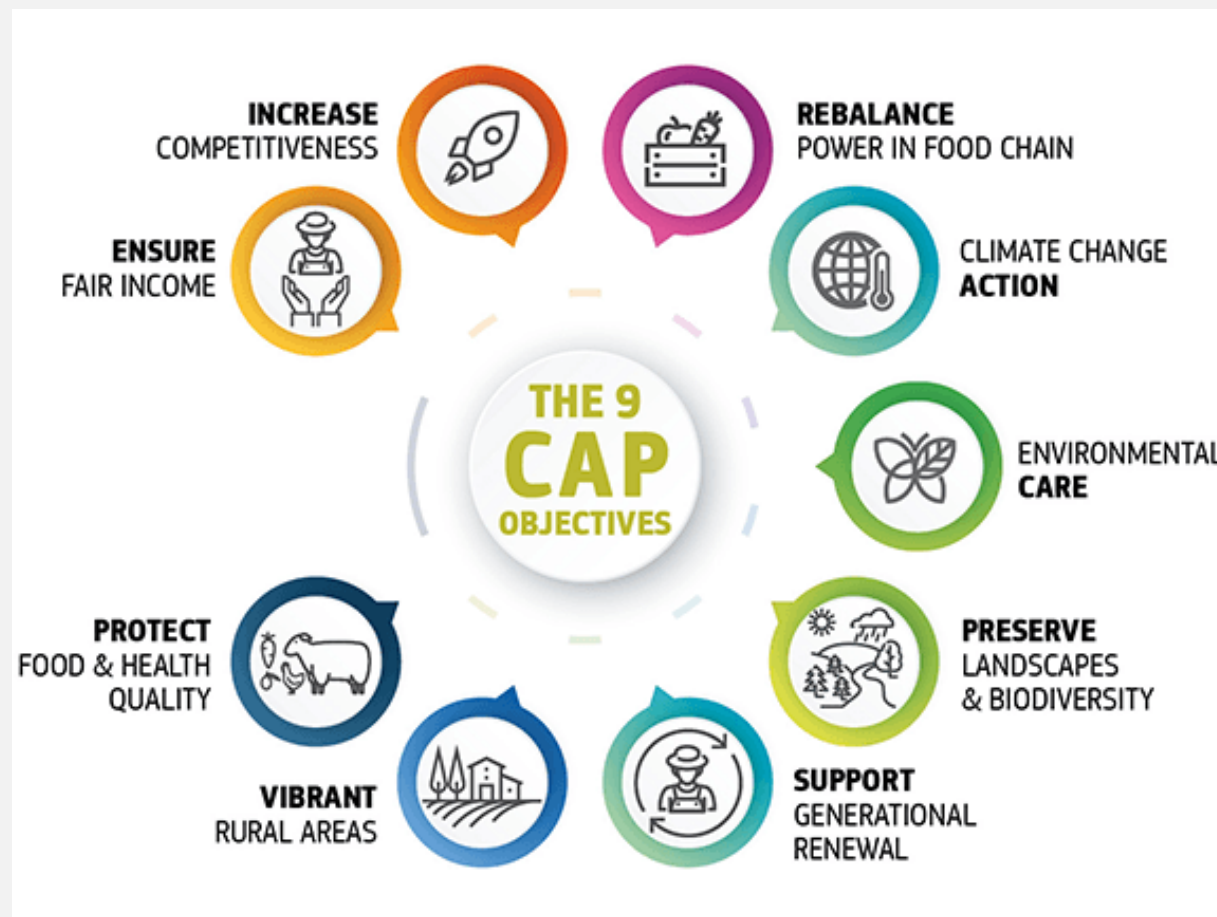 INCREASE
COMPETITIVENESS
REBALANCE
POWER IN FOOD CHAIN
ENSURE
FAIR INCOME
CLIMATE CHANGE
ACTION
THE 9
CAP
OBJECTIVES
ENVIRONMENTAL
CARE
PROTECT
FOOD & HEALTH
QUALITY
PRESERVE
LANDSCAPES
& BIODIVERSITY
VIBRANT
RURAL AREAS
SUPPORT
GENERATIONAL
RENEWAL